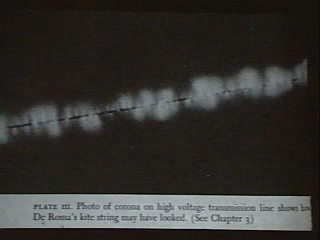 PLATE III. Photo of corona on high voltage transmission line shows
De Roma's kite string may have looked. (See Chapter 3)